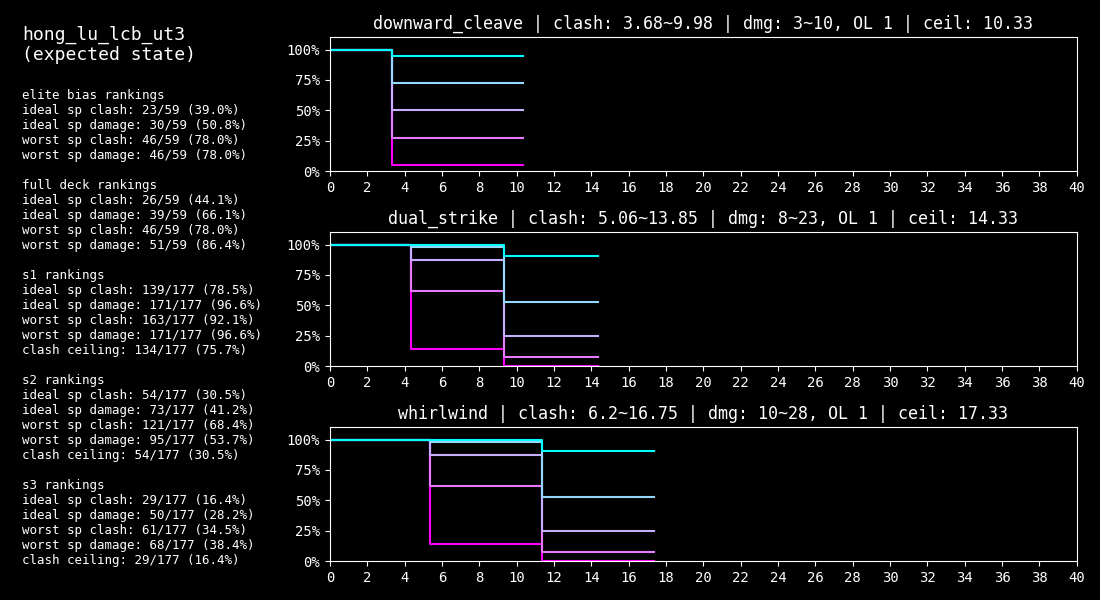 hong_lu_lcb_ut3
(expected state)
elite bias rankings
ideal sp clash: 23/59 (39.0%)
ideal sp damage: 30/59 (50.8%)
worst sp clash: 46/59 (78.0%)
worst sp damage: 46/59 (78.0%)
full deck rankings
ideal sp clash: 26/59 (44.1%)
ideal sp damage: 39/59 (66.1%)
worst sp clash: 46/59 (78.0%)
worst sp damage: 51/59 (86.4%)
s1 rankings
ideal sp clash: 139/177 (78.5%)
ideal sp damage: 171/177 (96.6%)
worst sp clash: 163/177 (92.1%)
worst sp damage: 171/177 (96.6%)
clash ceiling: 134/177 (75.7%)
s2 rankings
ideal sp clash: 54/177 (30.5%)
ideal sp damage: 73/177 (41.2%)
worst sp clash: 121/177 (68.4%)
worst sp damage: 95/177 (53.7%)
clash ceiling: 54/177 (30.5%)
s3 rankings
ideal sp clash: 29/177 (16.4%)
ideal sp damage: 50/177 (28.2%)
worst sp clash: 61/177 (34.5%)
worst sp damage: 68/177 (38.4%)
clash ceiling: 29/177 (16.4%)
downward_cleave | clash: 3.68~9.98 | dmg: 3~10, OL 1 | ceil: 10.33
100%
75%
50%
25%
0%
0 2 4 6 8 10 12 14 16 18 20 22 24 26 28 30 32 34 36 38 40
dual_strike | clash: 5.06~13.85 | dmg: 8~23, OL 1 | ceil: 14.33
100%
75%
50%
25%
0%
0 2 4 6 8 10 12 14 16 18 20 22 24 26 28 30 32 34 36 38 40
whirlwind | clash: 6.2~16.75 | dmg: 10~28, OL 1 | ceil: 17.33
100%
75%
50%
25%
0%
0 2 4 6 8 10 12 14 16 18 20 22 24 26 28 30 32 34 36 38 40